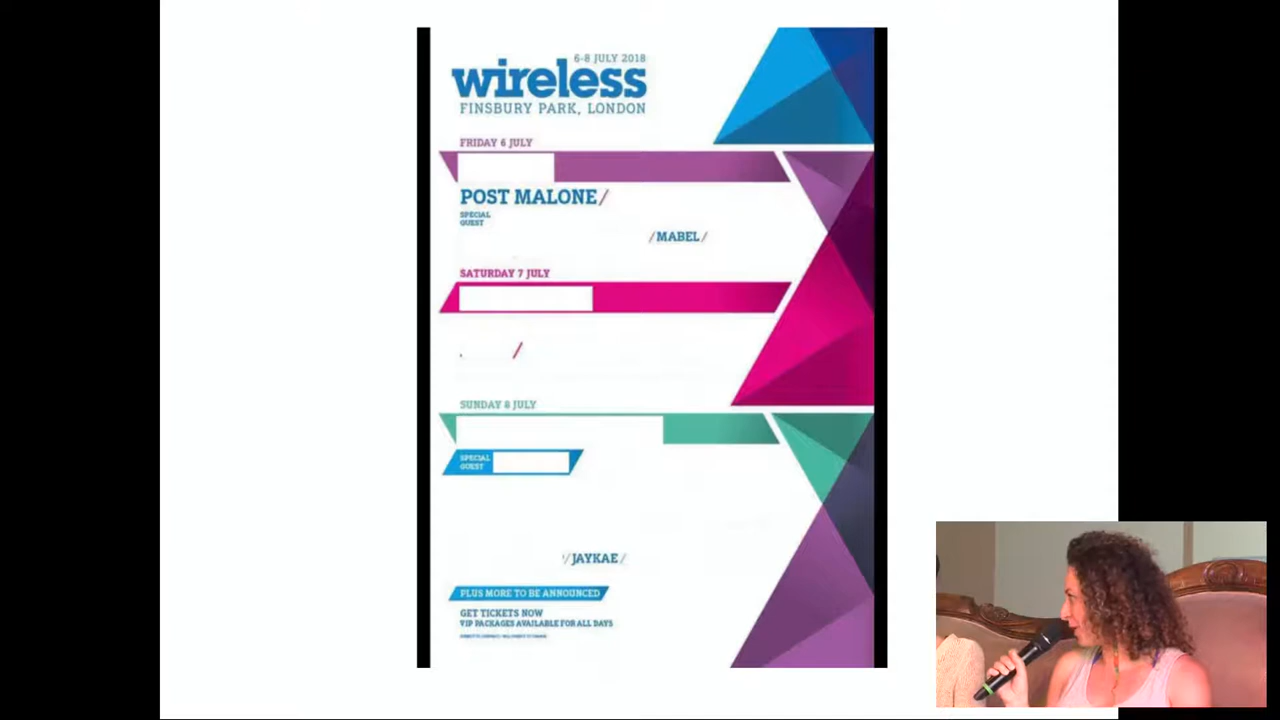 6-8 JULY 2018
wireless
FINSBURY PARK, LONDON
FRIDAY 6 JULY
POST MALONE/
SPECIAL
GUEST
/MABEL/
SATURDAY 7 JULY
/
SUNDAY 8 JULY
SPECIAL
GUEST
/JAYKAE/
PLUS MORE TO BE ANNOUNCED
GET TICKETS NOW
VIP PACKAGES AVAILABLE FOR ALL DAYS